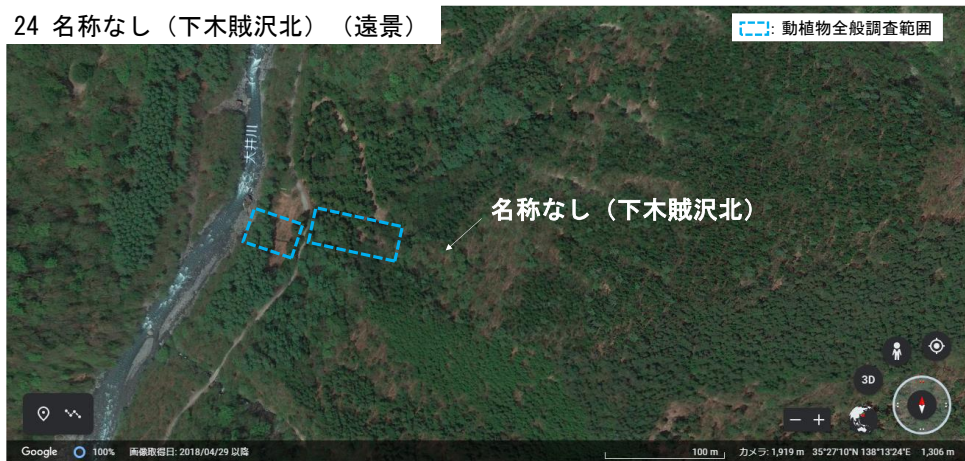 24 名称なし（下木賊沢北）（遠景）
: 動植物全般調査範囲
大井川
名称なし（下木賊沢北）
3D
Google 100% 画像取得日: 2018/04/29 以降 100 m カメラ: 1,919 m 35°27'10"N 138°13'24"E 1,306 m